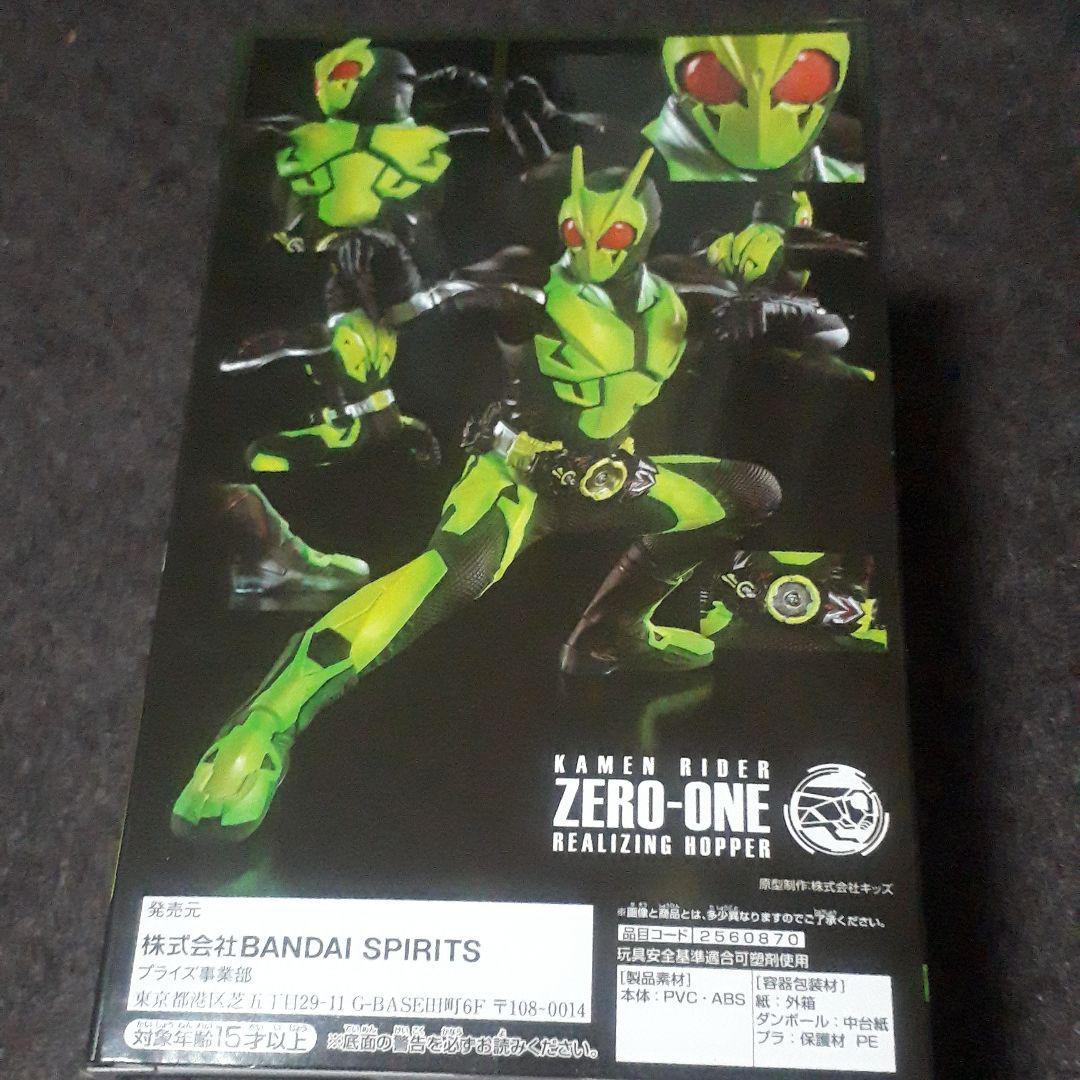 KAMEN RIDER
ZERO-ONE
REALIZING HOPPER
原型制作:株式会社キッズ
発売元
株式会社BANDAI SPIRITS
プライズ事業部
東京都港区芝五丁目29-11 G-BASE田町6F 〒108-0014
対象年齢15才以上
※底面の警告を必ずお読みください。
※画像と商品とは、多少異なりますのでご了承ください。
品目コード 2560870
玩具安全基準適合可塑剤使用
[製品素材]
本体:PVC・ABS
[容器包装材]
紙:外箱
ダンボール:中台紙
プラ:保護材 PE